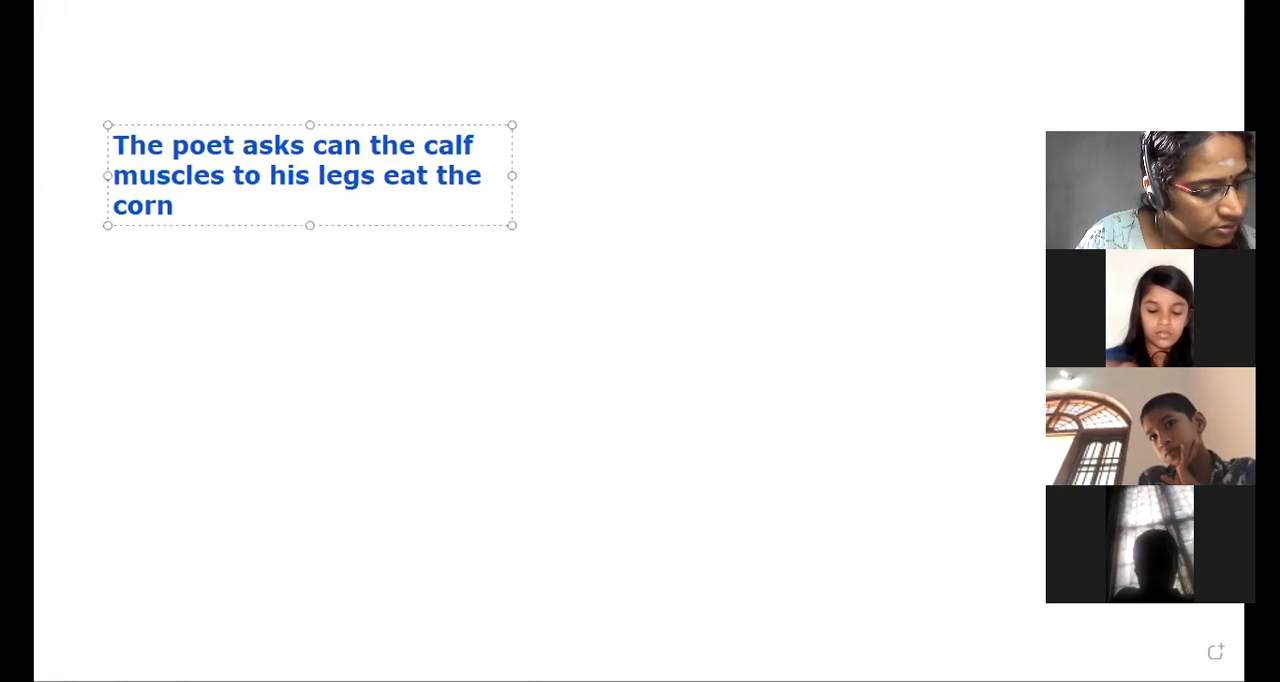 The poet asks can the calf
muscles to his legs eat the
corn